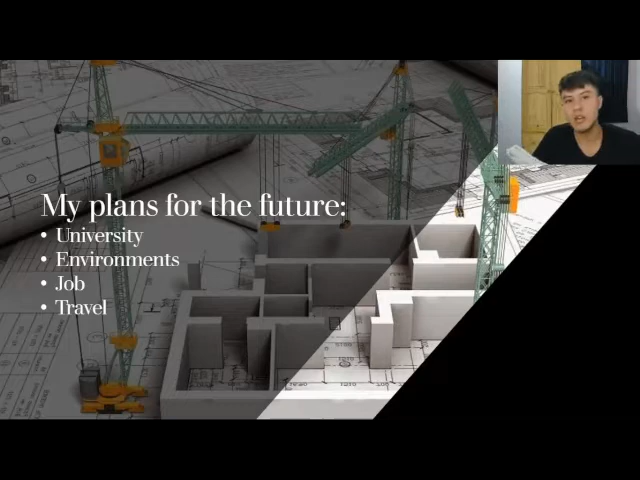 My plans for the future:
• University
• Environments
• Job
• Travel